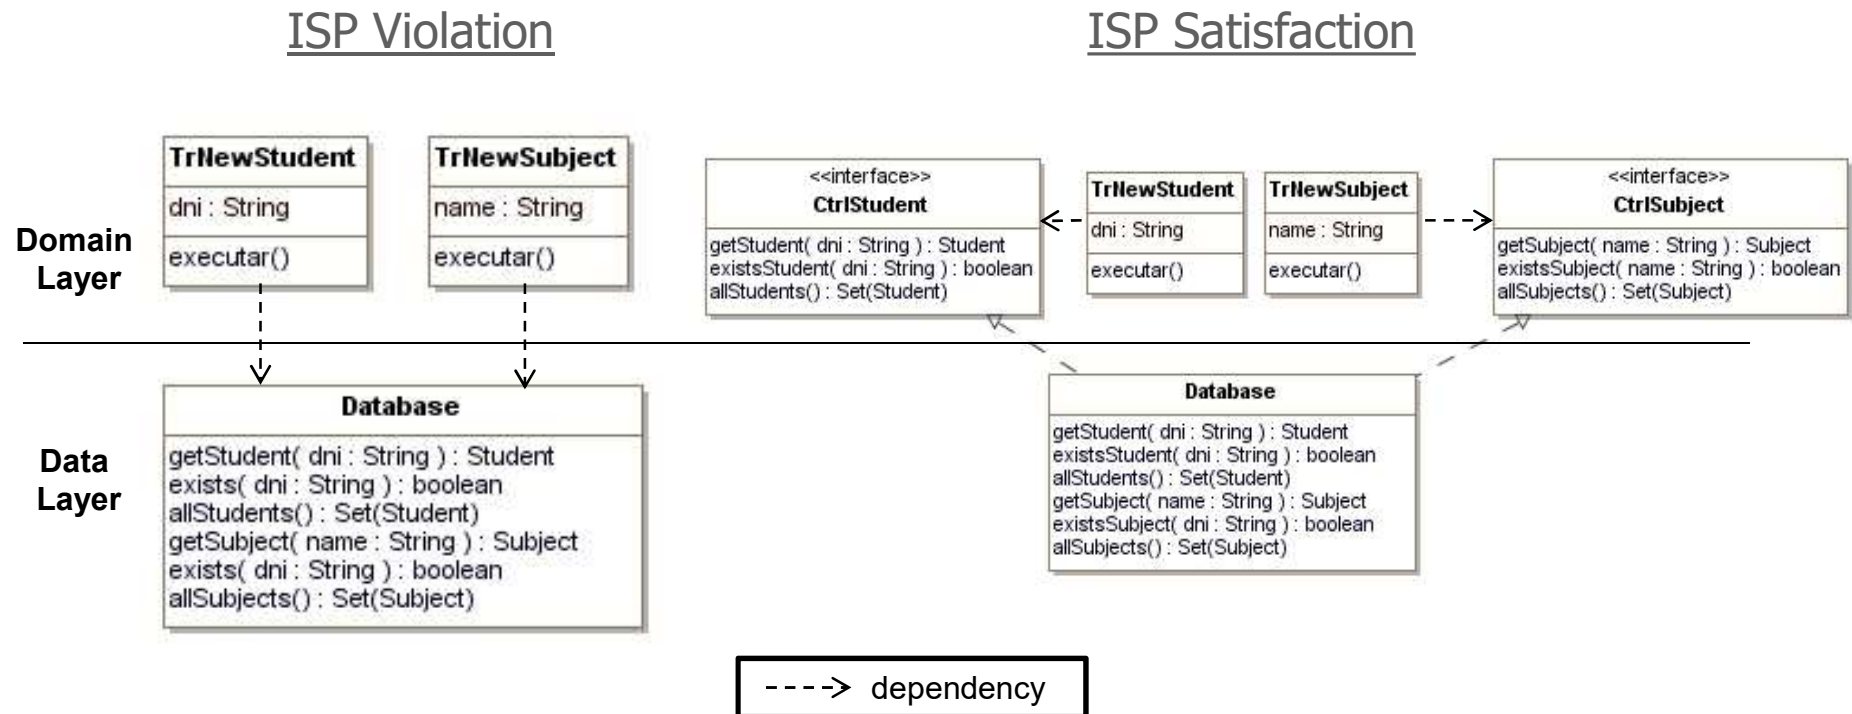 ISP Violation
ISP Satisfaction
Domain
Layer
TrNewStudent
dni : String
executar()
TrNewSubject
name : String
executar()
<<interface>>
CtrlStudent
getStudent( dni : String ) : Student
existsStudent( dni : String ) : boolean
allStudents() : Set(Student)
TrNewStudent
dni : String
executar()
TrNewSubject
name : String
executar()
<<interface>>
CtrlSubject
getSubject( name : String ) : Subject
existsSubject( name : String ) : boolean
allSubjects() : Set(Subject)
Data
Layer
Database
getStudent( dni : String ) : Student
exists( dni : String ) : boolean
allStudents() : Set(Student)
getSubject( name : String ) : Subject
exists( dni : String ) : boolean
allSubjects() : Set(Subject)
Database
getStudent( dni : String ) : Student
existsStudent( dni : String ) : boolean
allStudents() : Set(Student)
getSubject( name : String ) : Subject
existsSubject( dni : String ) : boolean
allSubjects() : Set(Subject)
dependency